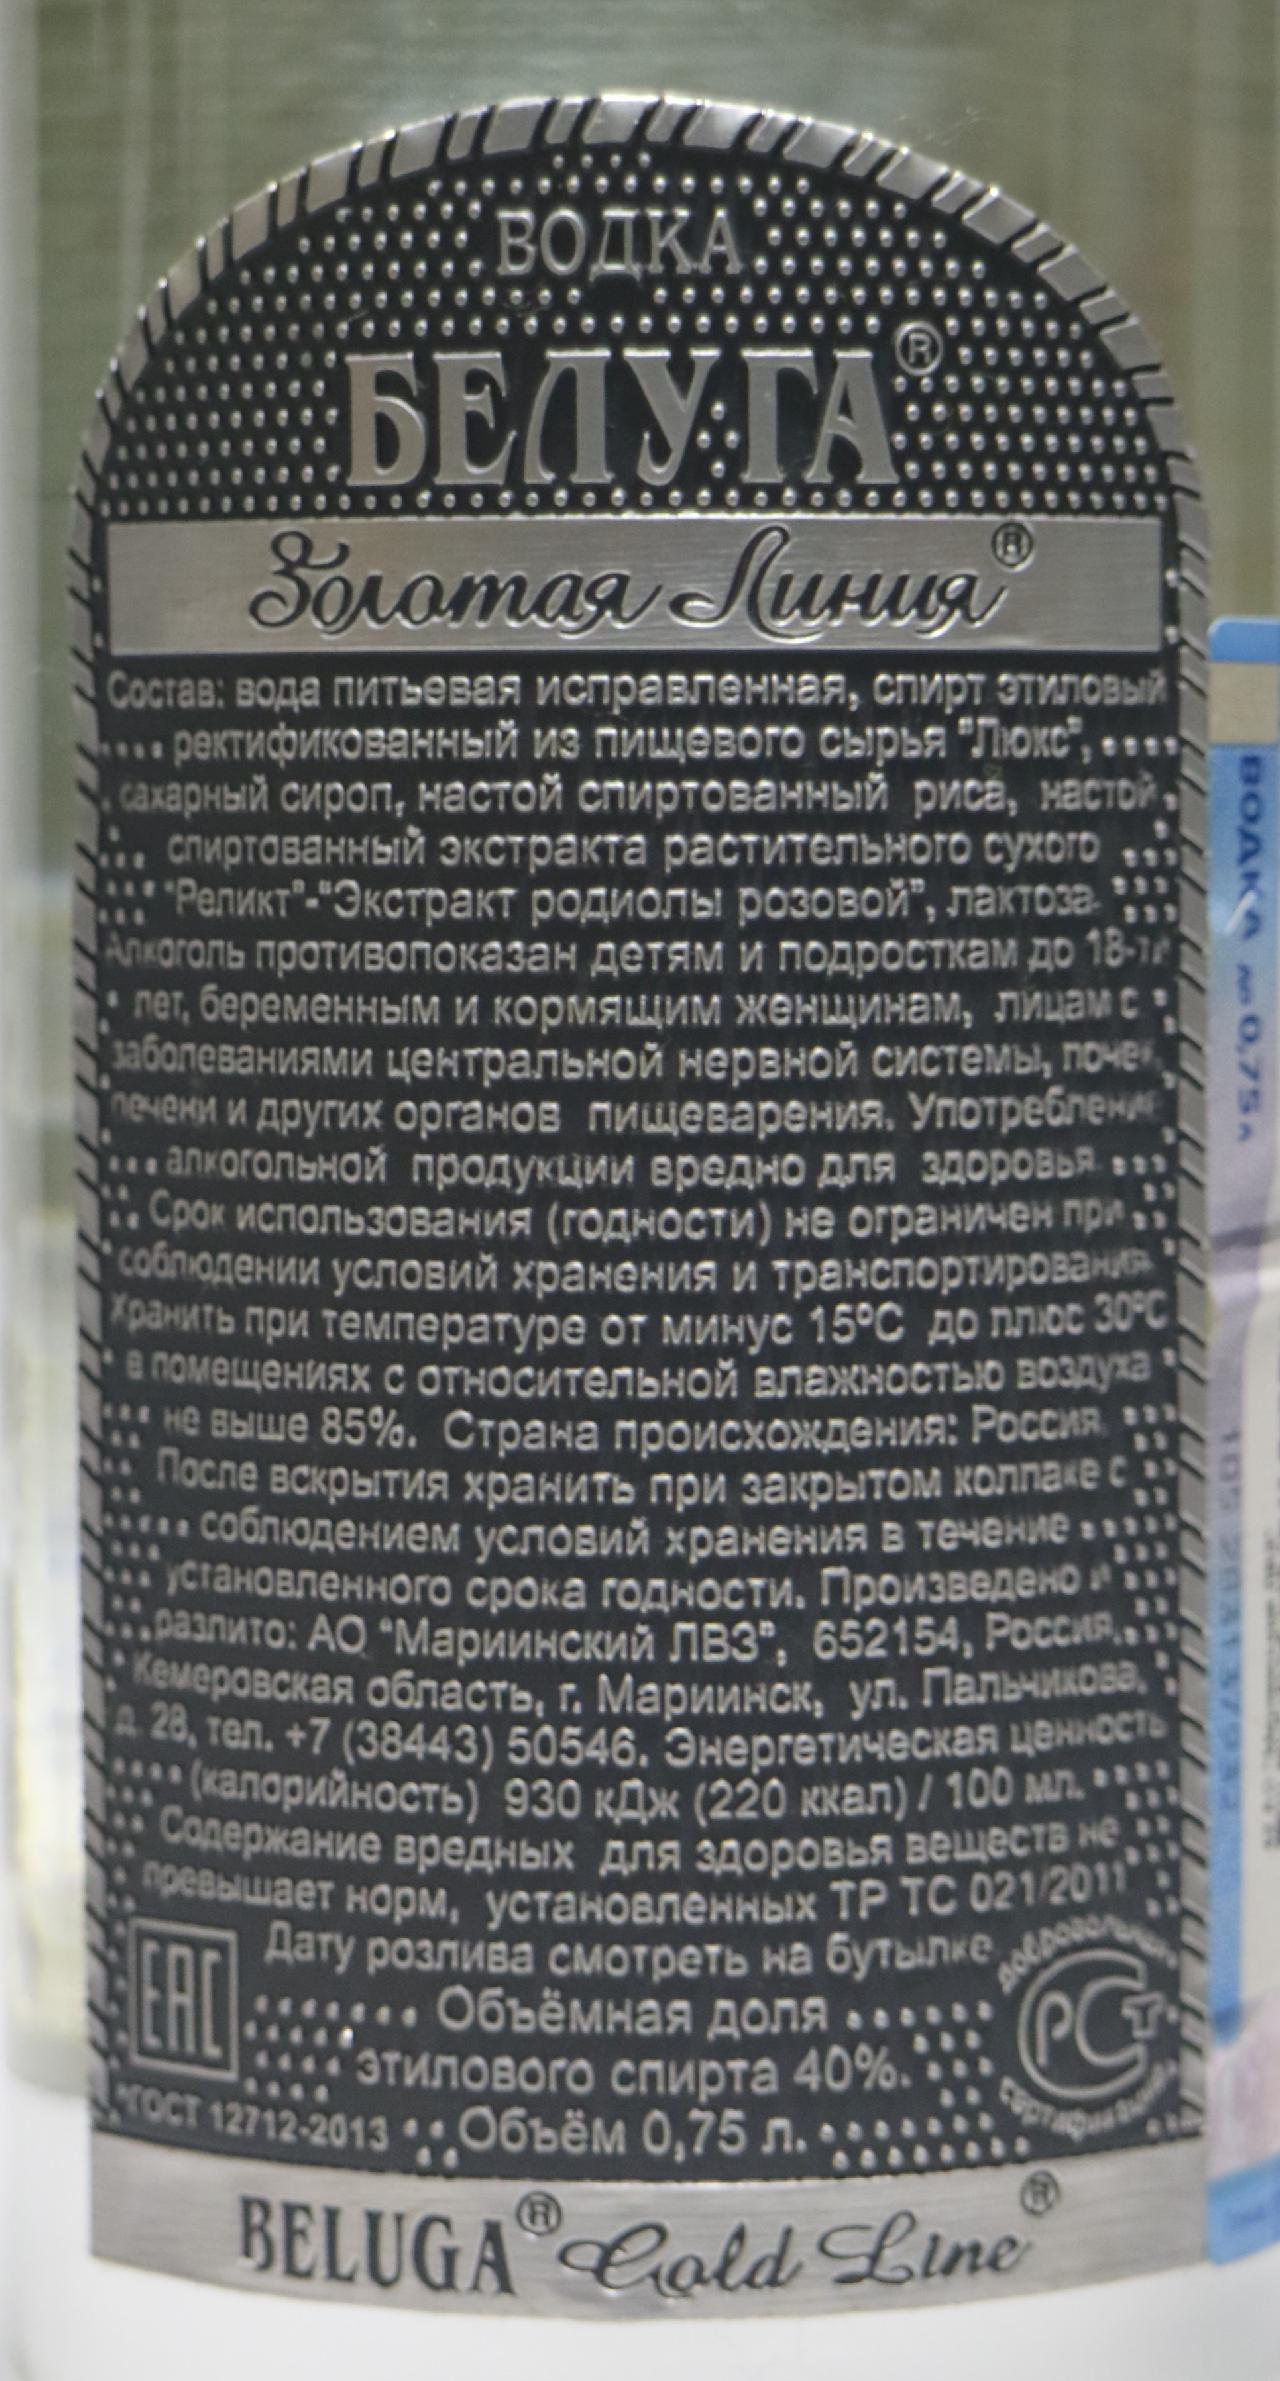 ВОДКА
БЕЛУГА®
Золотая Линия®
Состав: вода питьевая исправленная, спирт этиловый
ректификованный из пищевого сырья "Люкс",
сахарный сироп, настой спиртованный риса, настой
спиртованный экстракта растительного сухого
"Реликт"-"Экстракт родиолы розовой", лактоза.
Алкоголь противопоказан детям и подросткам до 18-ти
лет, беременным и кормящим женщинам, лицам с
заболеваниями центральной нервной системы, почек,
печени и других органов пищеварения. Употребление
алкогольной продукции вредно для здоровья.
Срок использования (годности) не ограничен при
соблюдении условий хранения и транспортирования.
Хранить при температуре от минус 15°С до плюс 30°С
в помещениях с относительной влажностью воздуха
не выше 85%. Страна происхождения: Россия.
После вскрытия хранить при закрытом колпаке с
соблюдением условий хранения в течение
установленного срока годности. Произведено и
разлито: АО "Мариинский ЛВЗ", 652154, Россия,
Кемеровская область, г. Мариинск, ул. Пальчикова,
д. 28, тел. +7 (38443) 50546. Энергетическая ценность
(калорийность) 930 кДж (220 ккал) / 100 мл.
Содержание вредных для здоровья веществ не
превышает норм, установленных ТР ТС 021/2011
Дату розлива смотреть на бутылке.
ЕАС
Объёмная доля
этилового спирта 40%.
добровольная
РСТ
сертификация
ГОСТ 12712-2013
Объём 0,75 л.
BELUGA® Gold Line®
ВОДКА до 0,75л